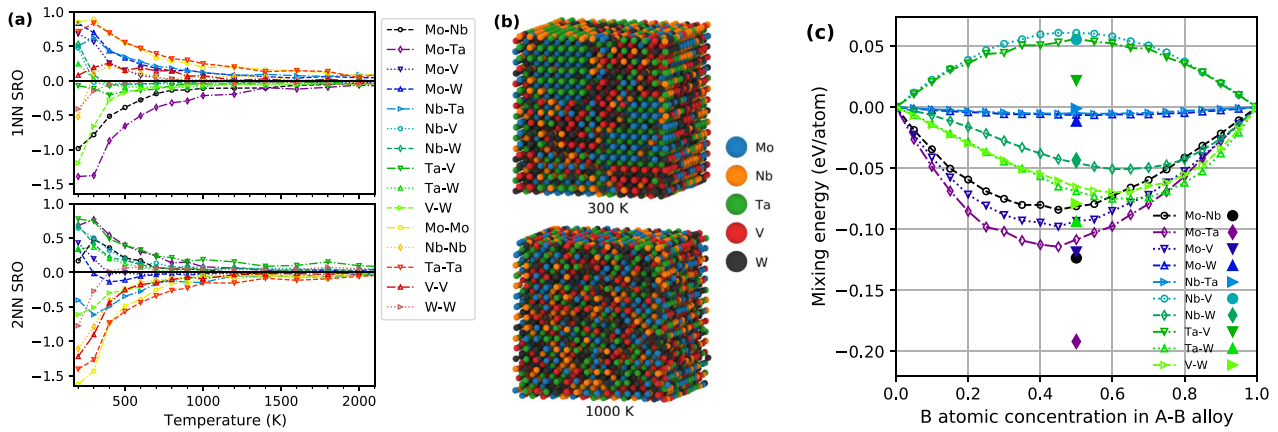 (a)
1NN SRO
1.0
0.5
0.0
−0.5
−1.0
−1.5
2NN SRO
1.0
0.5
0.0
−0.5
−1.0
−1.5
500 1000 1500 2000
Temperature (K)
Mo-Nb
Mo-Ta
Mo-V
Mo-W
Nb-Ta
Nb-V
Nb-W
Ta-V
Ta-W
V-W
Mo-Mo
Nb-Nb
Ta-Ta
V-V
W-W
(b)
300 K
1000 K
Mo
Nb
Ta
V
W
(c)
Mixing energy (eV/atom)
0.05
0.00
−0.05
−0.10
−0.15
−0.20
0.0 0.2 0.4 0.6 0.8 1.0
B atomic concentration in A-B alloy
Mo-Nb
Mo-Ta
Mo-V
Mo-W
Nb-Ta
Nb-V
Nb-W
Ta-V
Ta-W
V-W